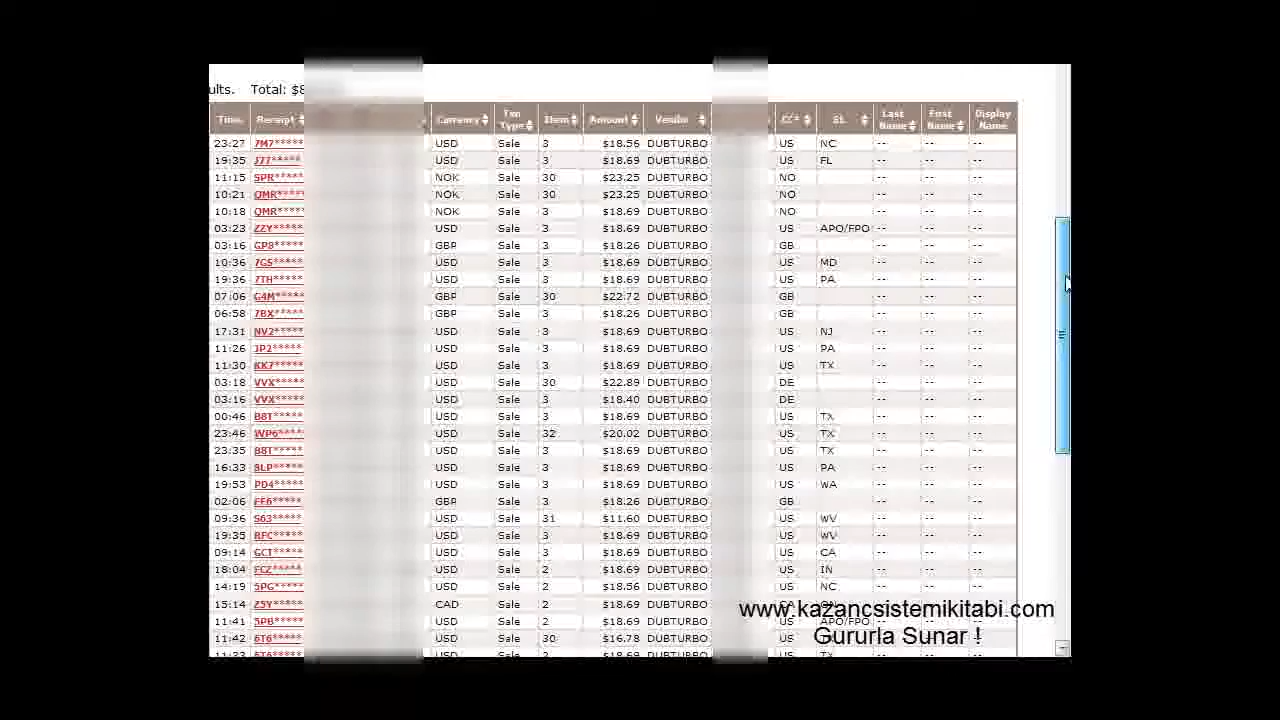 ults. Total: $8
Time Receipt Currency Txn Type Item Amount Vendor CC* St. Last Name First Name Display Name
23:27 7M7***** USD Sale 3 $18.56 DUBTURBO US NC -- -- --
19:35 J77***** USD Sale 3 $18.69 DUBTURBO US FL -- -- --
11:15 SPR***** NOK Sale 30 $23.25 DUBTURBO NO -- -- --
10:21 QMR***** NOK Sale 30 $23.25 DUBTURBO NO -- -- --
10:18 QMR***** NOK Sale 3 $18.69 DUBTURBO NO -- -- --
03:23 ZZY***** USD Sale 3 $18.69 DUBTURBO US APO/FPO -- -- --
03:16 GP8***** GBP Sale 3 $18.26 DUBTURBO GB -- -- --
10:36 7GS***** USD Sale 3 $18.69 DUBTURBO US MD -- -- --
19:36 7TH***** USD Sale 3 $18.69 DUBTURBO US PA -- -- --
07:06 G4M***** GBP Sale 30 $22.72 DUBTURBO GB -- -- --
06:58 7BX***** GBP Sale 3 $18.26 DUBTURBO GB -- -- --
17:31 NV2***** USD Sale 3 $18.69 DUBTURBO US NJ -- -- --
11:26 JP2***** USD Sale 3 $18.69 DUBTURBO US PA -- -- --
11:30 KK7***** USD Sale 3 $18.69 DUBTURBO US TX -- -- --
03:18 VVX***** USD Sale 30 $22.89 DUBTURBO DE -- -- --
03:16 VVX***** USD Sale 3 $18.40 DUBTURBO DE -- -- --
00:46 B8T***** USD Sale 3 $18.69 DUBTURBO US TX -- -- --
23:46 WP6***** USD Sale 32 $20.02 DUBTURBO US TX -- -- --
23:35 B8T***** USD Sale 3 $18.69 DUBTURBO US TX -- -- --
16:33 8LP***** USD Sale 3 $18.69 DUBTURBO US PA -- -- --
19:53 PD4***** USD Sale 3 $18.69 DUBTURBO US WA -- -- --
02:06 FF6***** GBP Sale 3 $18.26 DUBTURBO GB -- -- --
09:36 S63***** USD Sale 31 $11.60 DUBTURBO US WV -- -- --
19:35 RFC***** USD Sale 3 $18.69 DUBTURBO US WV -- -- --
09:14 GCT***** USD Sale 3 $18.69 DUBTURBO US CA -- -- --
18:04 FCZ***** USD Sale 2 $18.69 DUBTURBO US IN -- -- --
14:19 5PG***** USD Sale 2 $18.56 DUBTURBO US NC -- -- --
15:14 Z5Y***** CAD Sale 2 $18.69 DUBTURBO CA ON -- -- --
www.kazancsistemikitabi.com
11:41 5PB***** USD Sale 2 $18.69 DUBTURBO US APO/FPO -- -- --
11:42 6T6***** USD Sale 30 $16.78 DUBTURBO US -- -- --
Gururla Sunar !
11:23 6T6***** USD Sale 2 $18.69 DUBTURBO US TX -- -- --